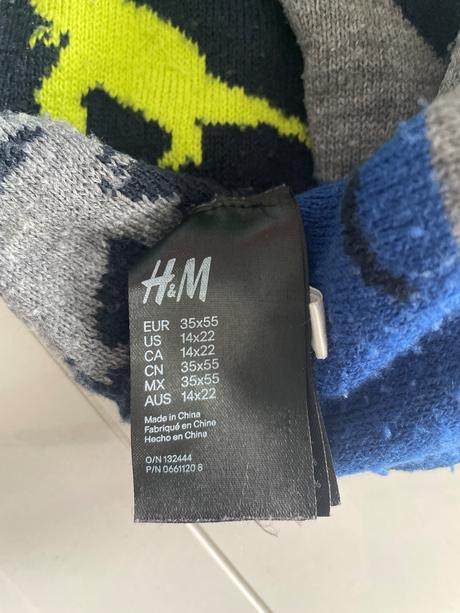 H&M
EUR 35x55
US 14x22
CA 14x22
CN 35x55
MX 35x55
AUS 14x22
Made in China
Fabriqué en Chine
Hecho en China
O/N 132444
P/N 0661120 8